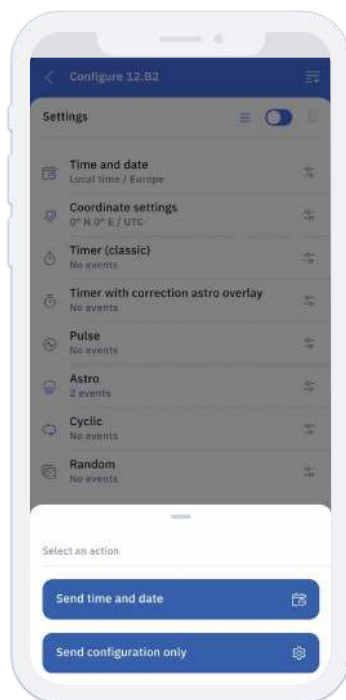 Configure 12.B2
Settings
Time and date
Local time / Europe
Coordinate settings
0° N 0° E / UTC
Timer (classic)
No events
Timer with correction astro overlay
No events
Pulse
No events
Astro
2 events
Cyclic
No events
Random
No events
Select an action
Send time and date
Send configuration only